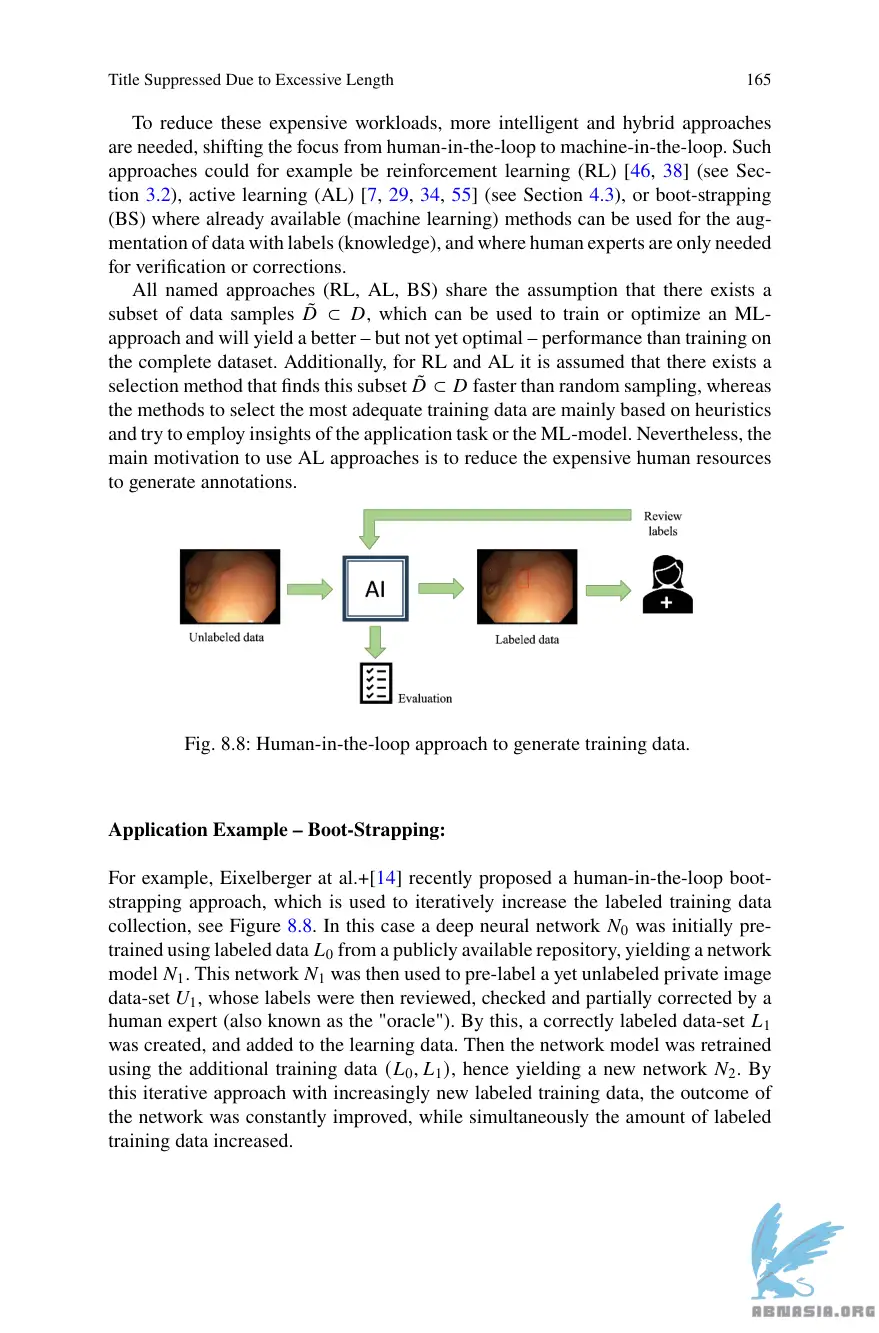 Title Suppressed Due to Excessive Length 165
To reduce these expensive workloads, more intelligent and hybrid approaches
are needed, shifting the focus from human-in-the-loop to machine-in-the-loop. Such
approaches could for example be reinforcement learning (RL) [46, 38] (see Sec-
tion 3.2), active learning (AL) [7, 29, 34, 55] (see Section 4.3), or boot-strapping
(BS) where already available (machine learning) methods can be used for the aug-
mentation of data with labels (knowledge), and where human experts are only needed
for verification or corrections.
All named approaches (RL, AL, BS) share the assumption that there exists a
subset of data samples D̃ ⊂ D, which can be used to train or optimize an ML-
approach and will yield a better – but not yet optimal – performance than training on
the complete dataset. Additionally, for RL and AL it is assumed that there exists a
selection method that finds this subset D̃ ⊂ D faster than random sampling, whereas
the methods to select the most adequate training data are mainly based on heuristics
and try to employ insights of the application task or the ML-model. Nevertheless, the
main motivation to use AL approaches is to reduce the expensive human resources
to generate annotations.
Review
labels
AI
Unlabeled data
Labeled data
Evaluation
Fig. 8.8: Human-in-the-loop approach to generate training data.
Application Example – Boot-Strapping:
For example, Eixelberger at al.+[14] recently proposed a human-in-the-loop boot-
strapping approach, which is used to iteratively increase the labeled training data
collection, see Figure 8.8. In this case a deep neural network N₀ was initially pre-
trained using labeled data L₀ from a publicly available repository, yielding a network
model N₁. This network N₁ was then used to pre-label a yet unlabeled private image
data-set U₁, whose labels were then reviewed, checked and partially corrected by a
human expert (also known as the "oracle"). By this, a correctly labeled data-set L₁
was created, and added to the learning data. Then the network model was retrained
using the additional training data (L₀, L₁), hence yielding a new network N₂. By
this iterative approach with increasingly new labeled training data, the outcome of
the network was constantly improved, while simultaneously the amount of labeled
training data increased.
ABNASIA.ORG